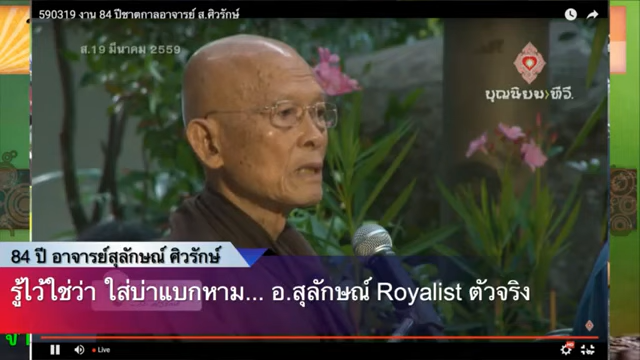 590319 งาน 84 ปีชาตกาลอาจารย์ ส.ศิวรักษ์
ส.19 มีนาคม 2559
บุญนิยม ทีวี.
84 ปี อาจารย์สุลักษณ์ ศิวรักษ์
รู้ไว้ใช่ว่า ใส่บ่าแบกหาม... อ.สุลักษณ์ Royalist ตัวจริง
Live